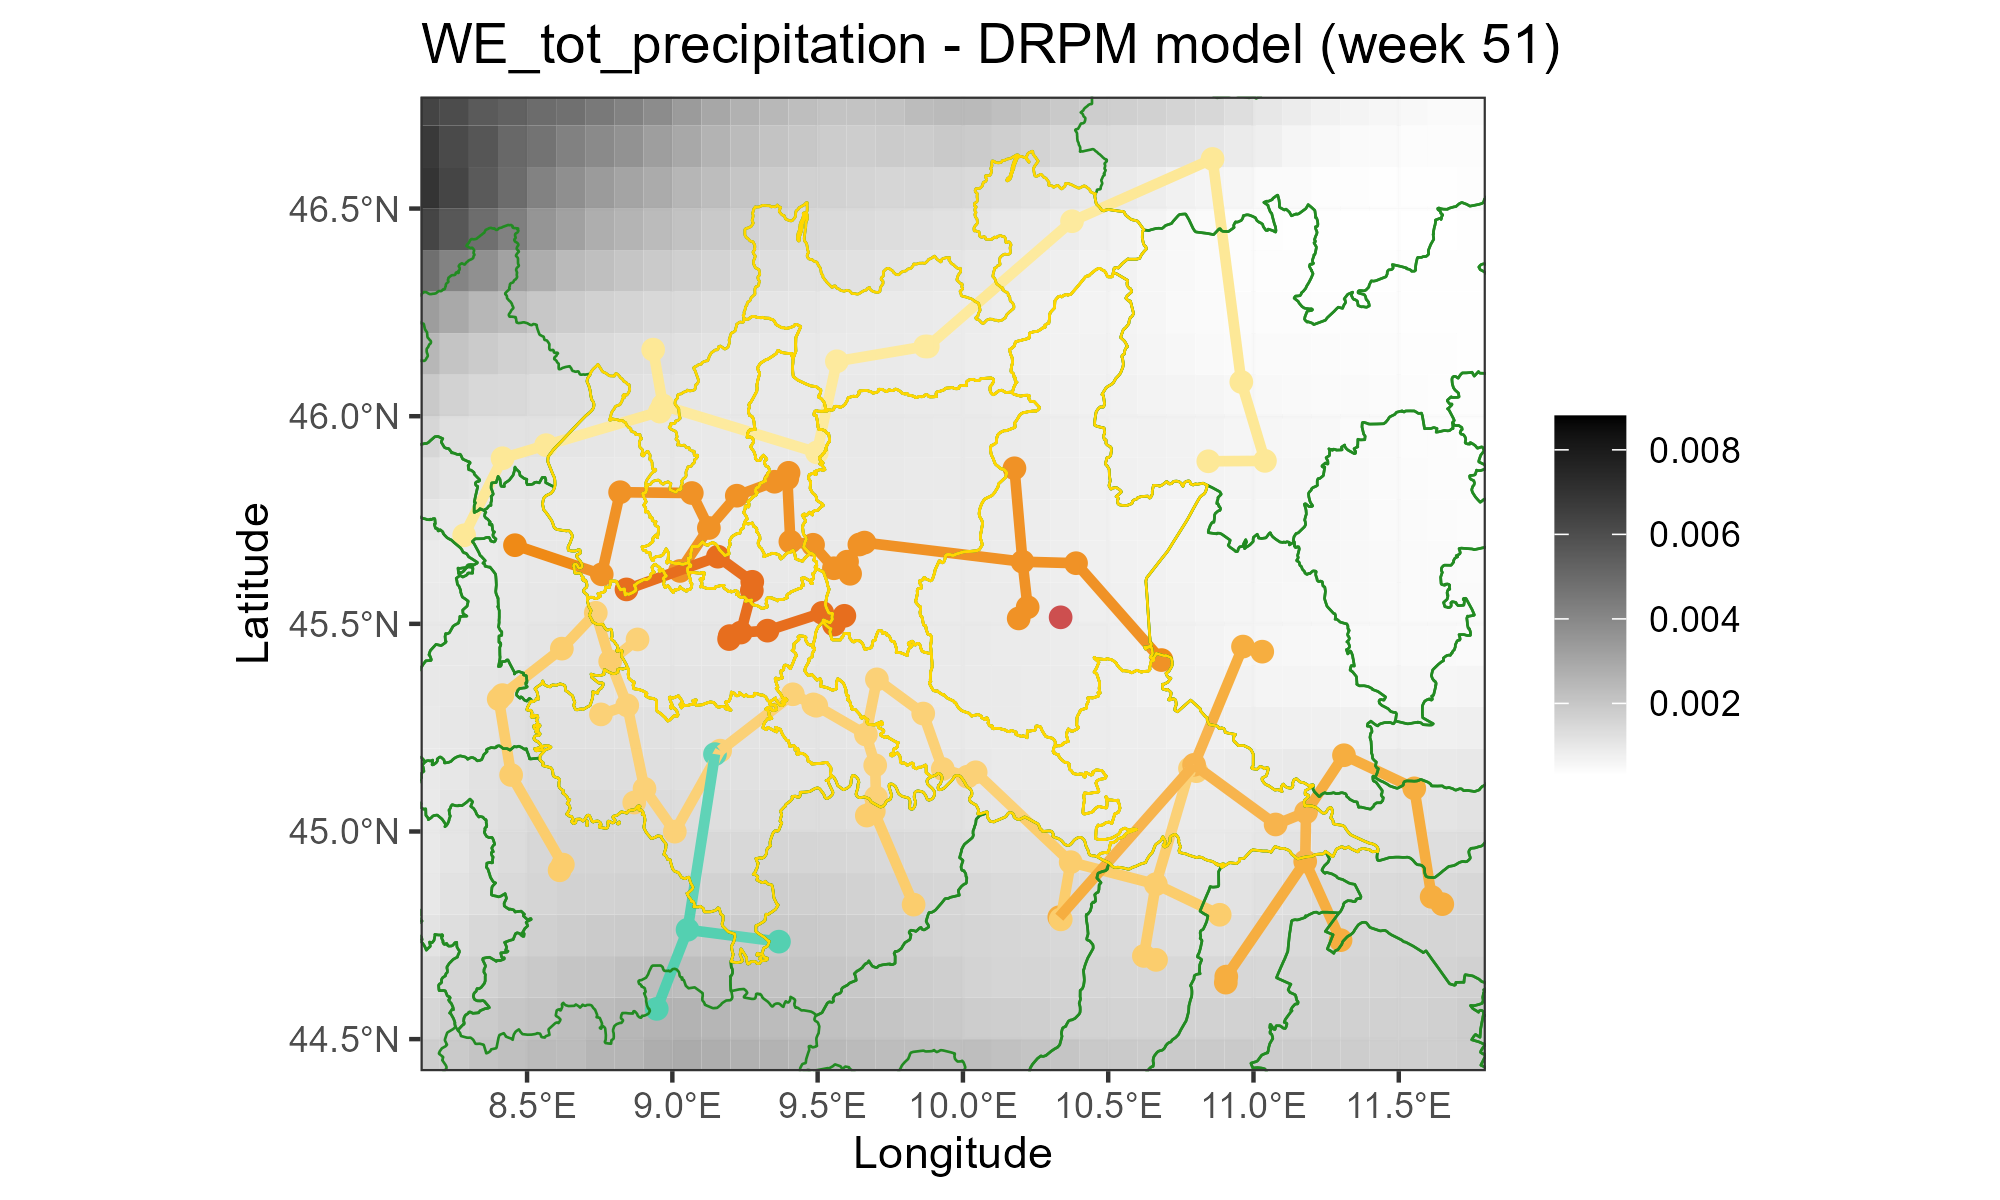 WE_tot_precipitation - DRPM model (week 51)
46.5°N
46.0°N
45.5°N
45.0°N
44.5°N
Latitude
8.5°E 9.0°E 9.5°E 10.0°E 10.5°E 11.0°E 11.5°E
Longitude
0.008
0.006
0.004
0.002